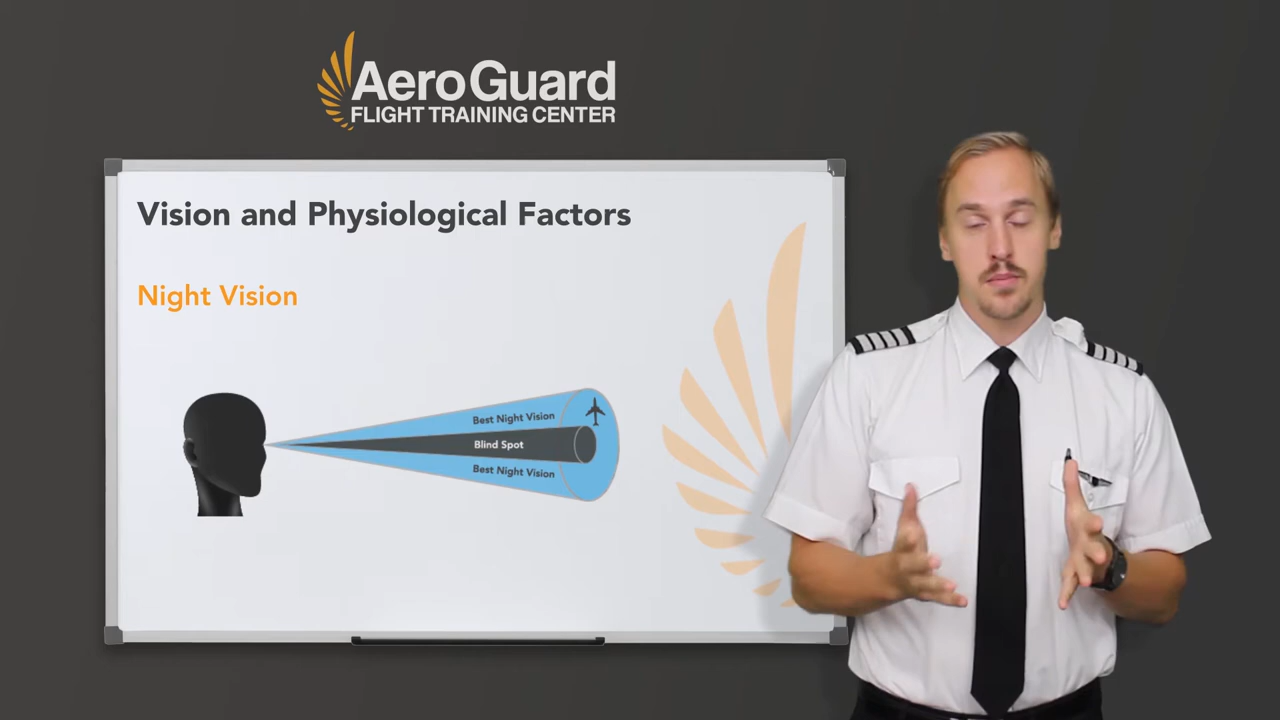 AeroGuard
FLIGHT TRAINING CENTER
Vision and Physiological Factors
Night Vision
Best Night Vision
Blind Spot
Best Night Vision